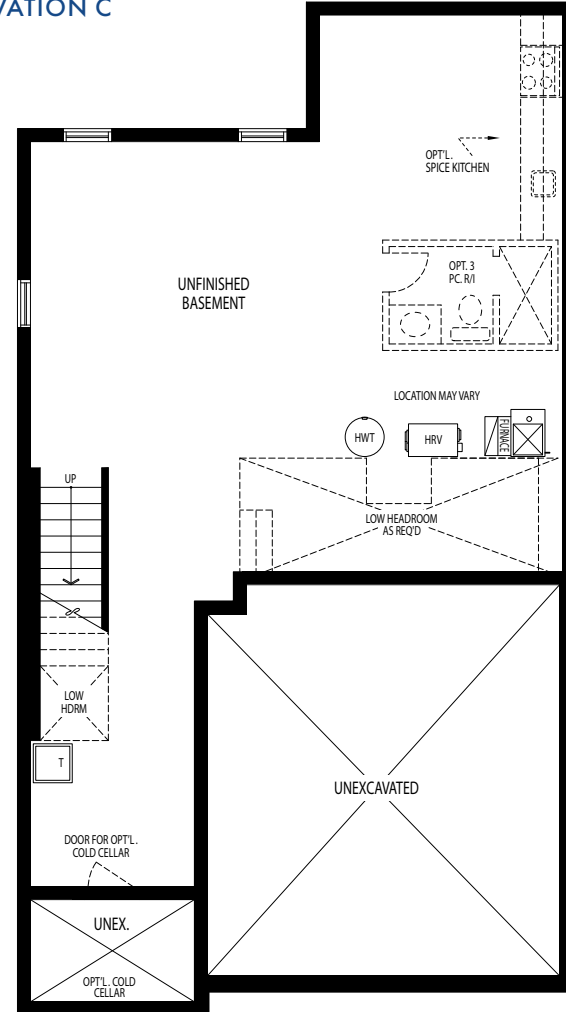 VATION C
OPT'L.
SPICE KITCHEN
OPT. 3
PC. R/I
UNFINISHED
BASEMENT
LOCATION MAY VARY
HWT
HRV
FURNACE
UP
LOW HEADROOM
AS REQ'D
LOW
HDRM
T
UNEXCAVATED
DOOR FOR OPT'L.
COLD CELLAR
UNEX.
OPT'L. COLD
CELLAR